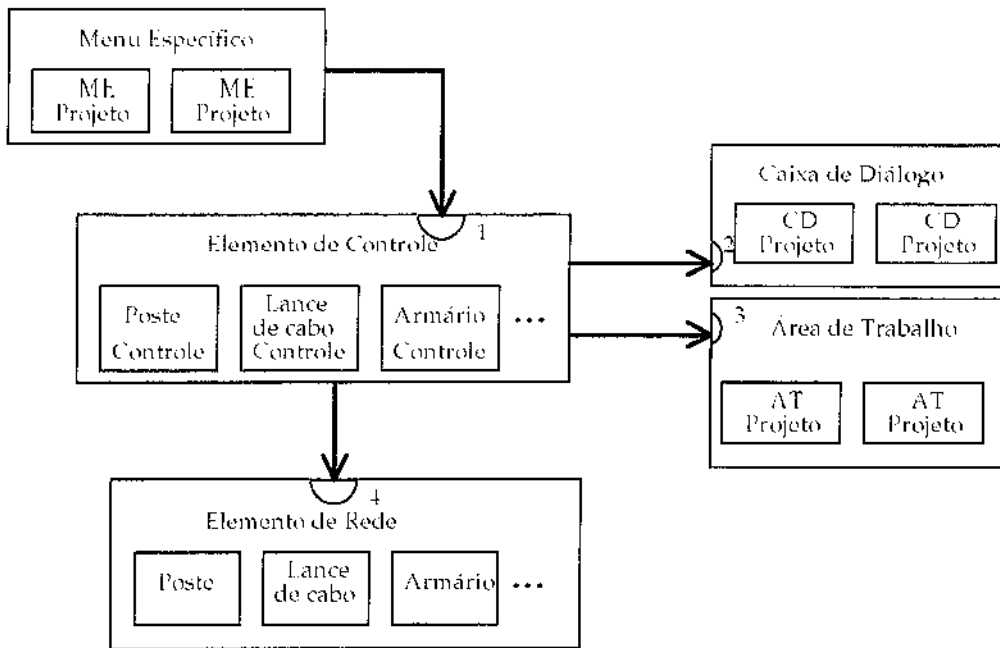 Menu Específico
ME
Projeto
ME
Projeto
Caixa de Diálogo
CD
Projeto
CD
Projeto
2
1
Elemento de Controle
Poste
Controle
Lance
de cabo
Controle
Armário
Controle
...
3
Área de Trabalho
AT
Projeto
AT
Projeto
4
Elemento de Rede
Poste
Lance
de cabo
Armário
...